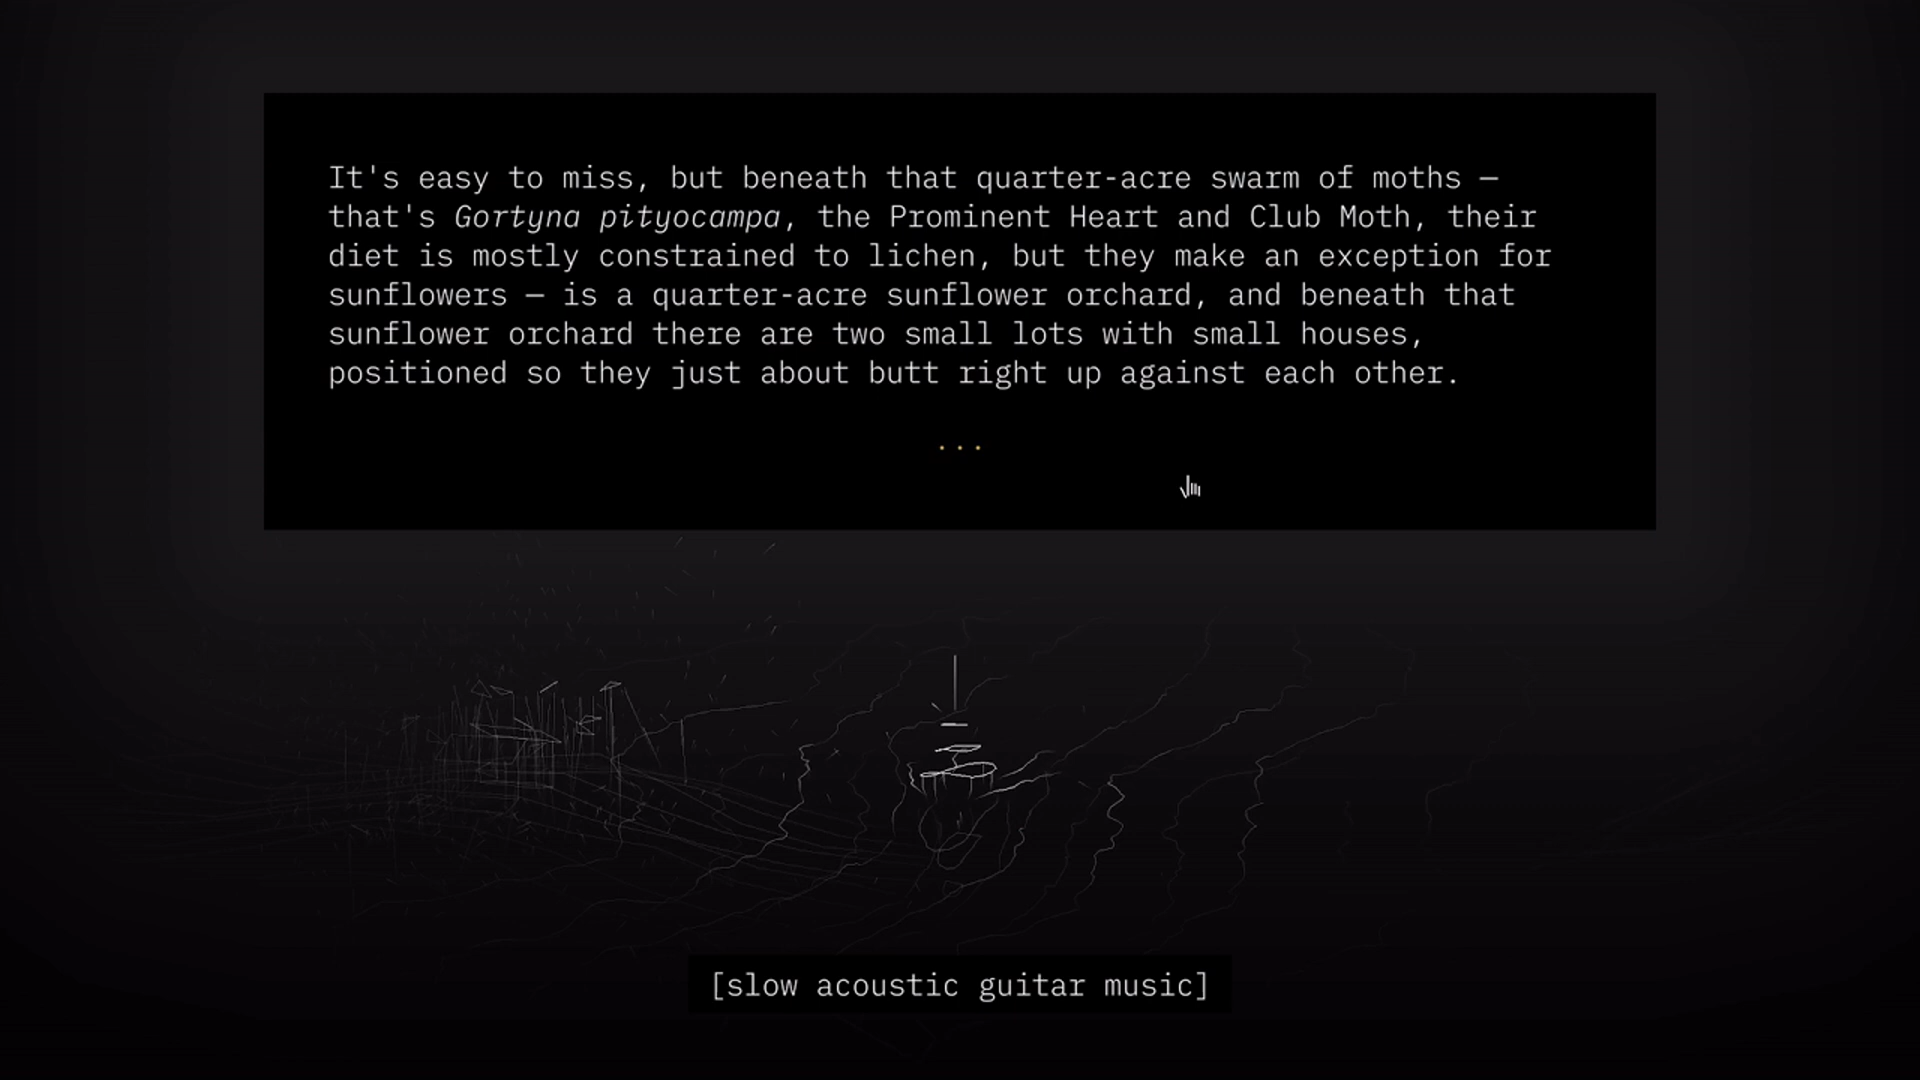 It's easy to miss, but beneath that quarter-acre swarm of moths —
that's Gortyna pityocampa, the Prominent Heart and Club Moth, their
diet is mostly constrained to lichen, but they make an exception for
sunflowers — is a quarter-acre sunflower orchard, and beneath that
sunflower orchard there are two small lots with small houses,
positioned so they just about butt right up against each other.
...
[slow acoustic guitar music]